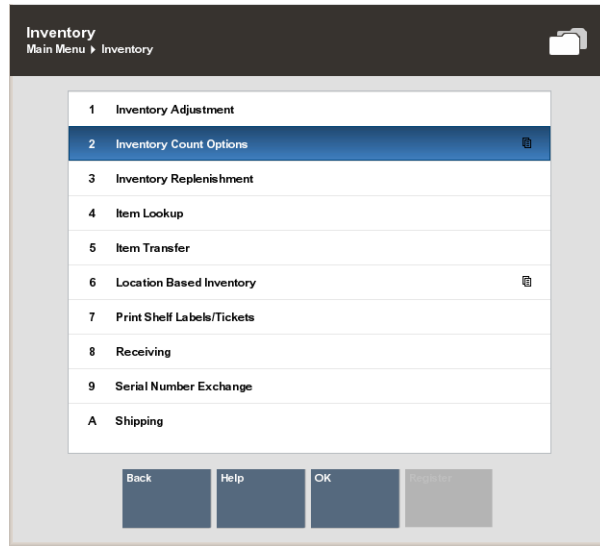 Inventory
Main Menu ▸ Inventory
1 Inventory Adjustment
2 Inventory Count Options
3 Inventory Replenishment
4 Item Lookup
5 Item Transfer
6 Location Based Inventory
7 Print Shelf Labels/Tickets
8 Receiving
9 Serial Number Exchange
A Shipping
Back Help OK Register